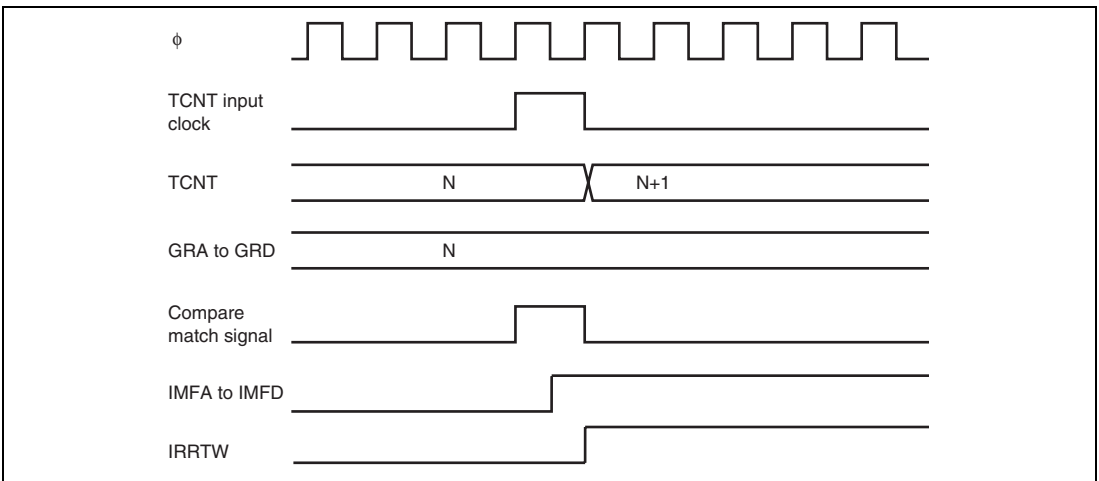 ϕ
TCNT input
clock
TCNT
N
N+1
GRA to GRD
N
Compare
match signal
IMFA to IMFD
IRRTW